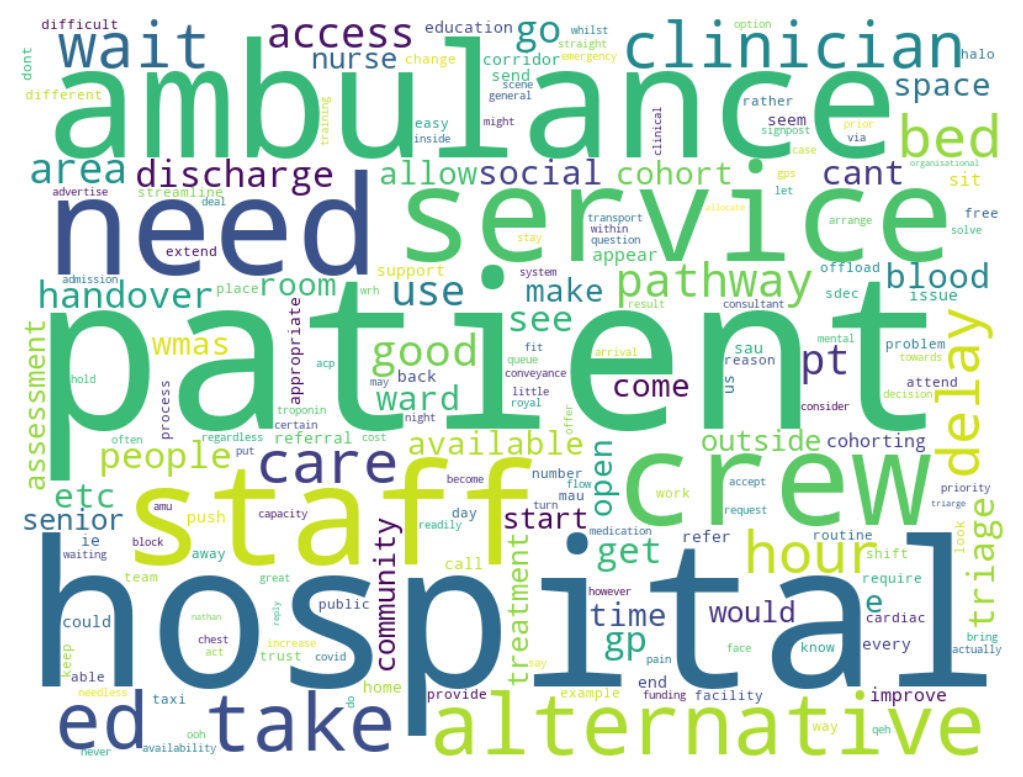 difficult access education go whilst option
wait nurse change corridor straight clinician halo
dont ambulance send scene emergency space
different training general rather seem prior
easy might signpost via bed
inside clinical case
area discharge allow social cohort cant organisational
advertise streamline gps let sit
need deal service transport allocate arrange free
within question solve
extend stay appear
admission support system pathway offload blood
handover place room wrh use make result consultant sdec issue
assessment patient see
wmas appropriate good fit arrival sau mental problem
hold process acp may back queue conveyance come reason us pt towards delay
ward little consider attend
troponin certain night royal offer decision
often regardless referral cost available outside cohorting
people put care become number flow crew accept priority
etc staff open work
senior amu push capacity day mau start turn request triarge
ie block readily medication refer routine look
waiting away community call get hour shift triage
hospital team great treatment however require
nathan reply public time would e
could chest gp cardiac
act increase covid pain face know every bring
keep trust say actually
able home end
needless taxi do provide example funding facility improve
ed take alternative way qeh
ooh
never availability